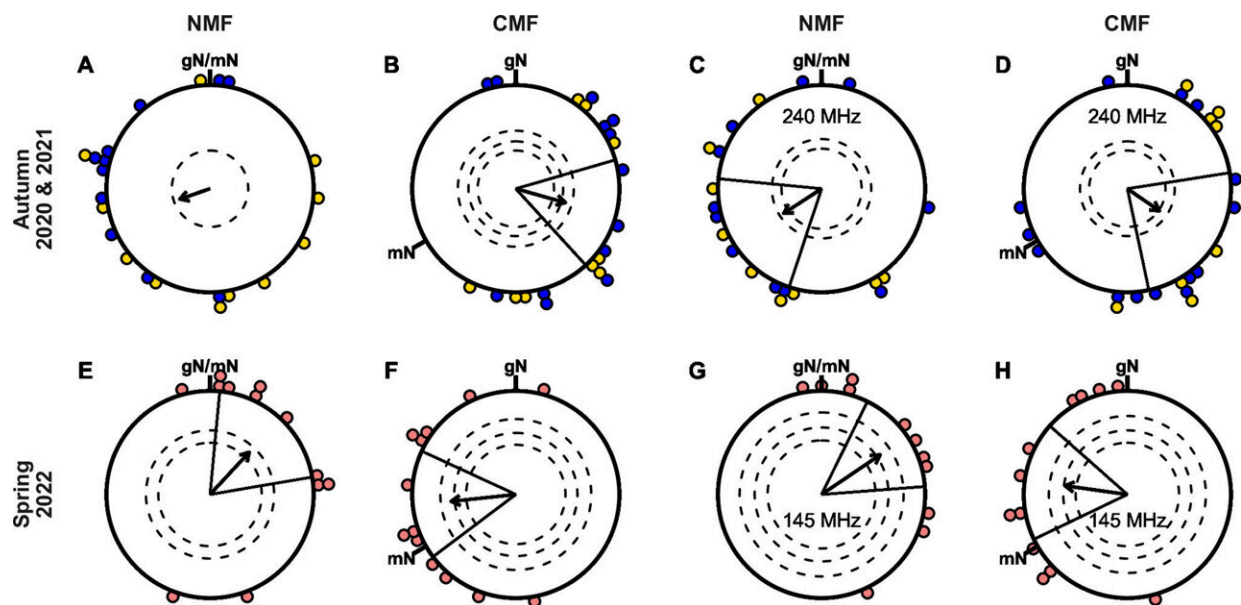 NMF CMF NMF CMF
A gN/mN B gN C gN/mN D gN
Autumn
2020 & 2021
240 MHz 240 MHz
mN mN
E gN/mN F gN G gN/mN H gN
Spring
2022
145 MHz 145 MHz
mN mN